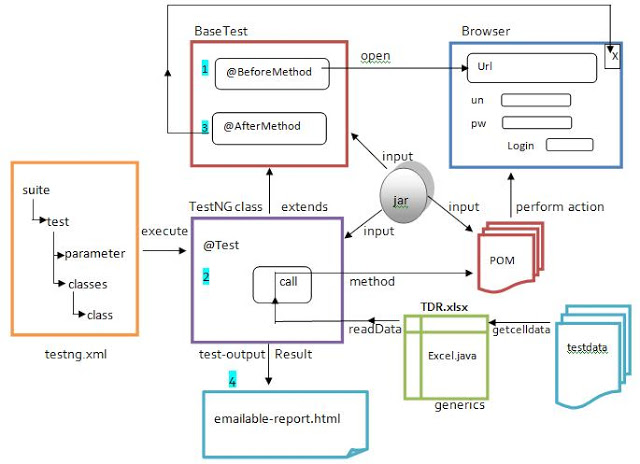 BaseTest
Browser
1
@BeforeMethod
open
Url
X
un
pw
Login
3
@AfterMethod
input
jar
input
input
perform action
suite
test
parameter
classes
class
testng.xml
execute
TestNG class
extends
@Test
2
call
method
POM
TDR.xlsx
readData
Excel.java
getcelldata
testdata
generics
test-output
Result
4
emailable-report.html